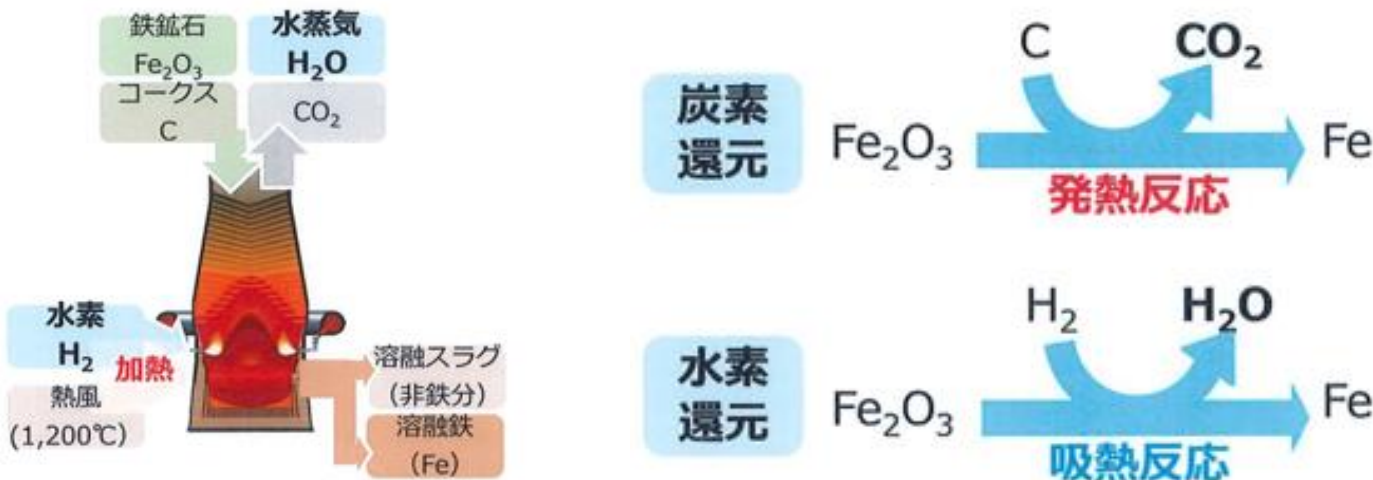 鉄鉱石
Fe₂O₃
コークス
C
水蒸気
H₂O
CO₂
水素
H₂
加熱
熱風
(1,200℃)
溶融スラグ
(非鉄分)
溶融鉄
(Fe)
炭素
還元
Fe₂O₃
C
CO₂
Fe
発熱反応
水素
還元
Fe₂O₃
H₂
H₂O
Fe
吸熱反応